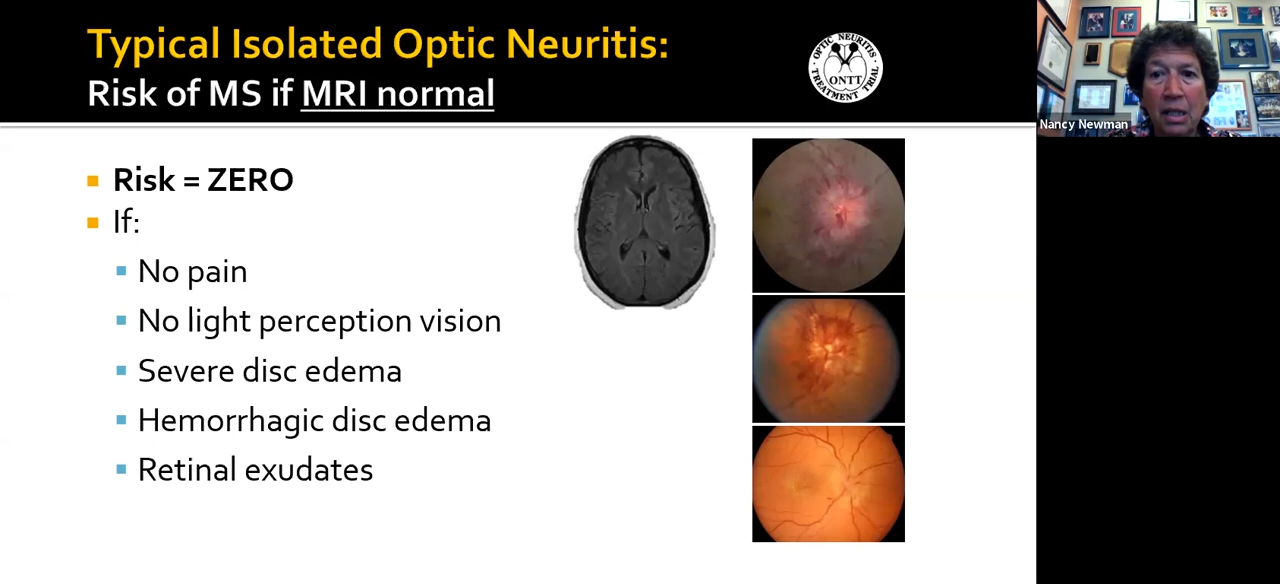 Typical Isolated Optic Neuritis:
Risk of MS if MRI normal
OPTIC NEURITIS
ONTT
TREATMENT TRIAL
Nancy Newman
Risk = ZERO
If:
No pain
No light perception vision
Severe disc edema
Hemorrhagic disc edema
Retinal exudates